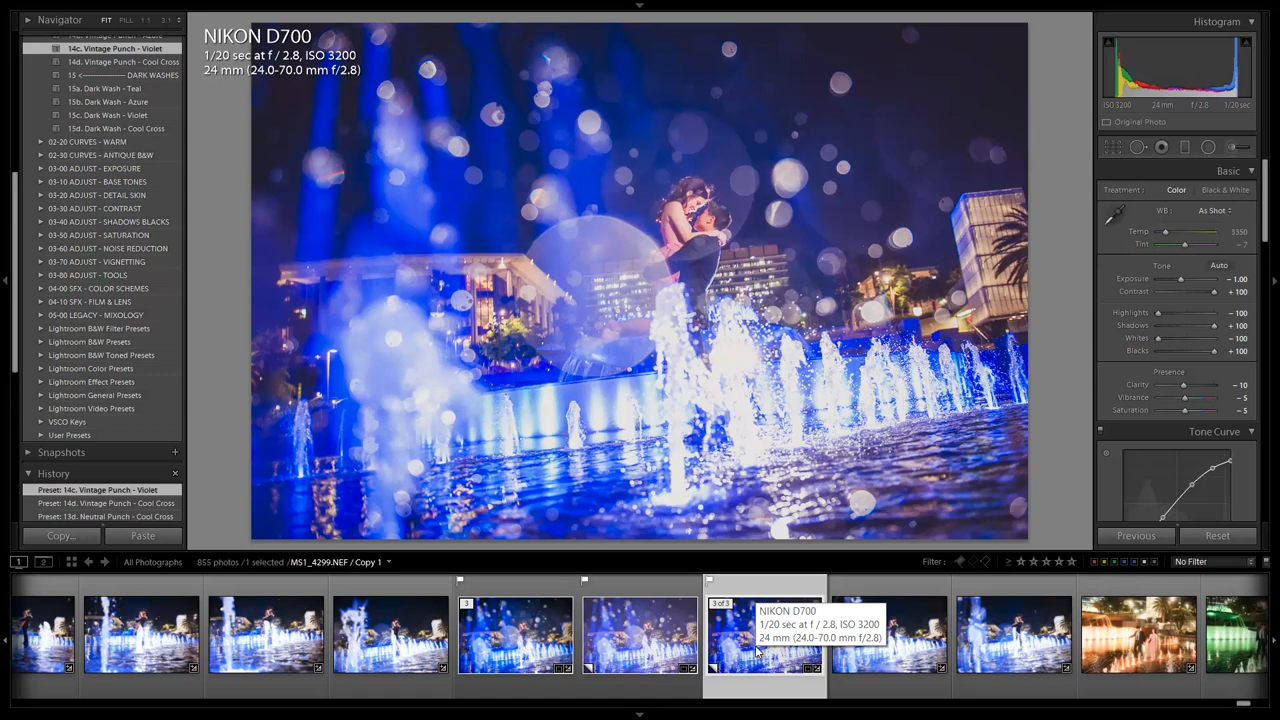 Navigator FIT FILL 1:1 3:1
14c. Vintage Punch - Violet
14d. Vintage Punch - Cool Cross
15 <--------- DARK WASHES
15a. Dark Wash - Teal
15b. Dark Wash - Azure
15c. Dark Wash - Violet
15d. Dark Wash - Cool Cross
02-20 CURVES - WARM
02-30 CURVES - ANTIQUE B&W
03-00 ADJUST - EXPOSURE
03-10 ADJUST - BASE TONES
03-20 ADJUST - DETAIL SKIN
03-30 ADJUST - CONTRAST
03-40 ADJUST - SHADOWS BLACKS
03-50 ADJUST - SATURATION
03-60 ADJUST - NOISE REDUCTION
03-70 ADJUST - VIGNETTING
03-80 ADJUST - TOOLS
04-00 SFX - COLOR SCHEMES
04-10 SFX - FILM & LENS
05-00 LEGACY - MIXOLOGY
Lightroom B&W Filter Presets
Lightroom B&W Presets
Lightroom B&W Toned Presets
Lightroom Color Presets
Lightroom Effect Presets
Lightroom General Presets
Lightroom Video Presets
VSCO Keys
User Presets
Snapshots +
History ×
Preset: 14c. Vintage Punch - Violet
Preset: 14d. Vintage Punch - Cool Cross
Preset: 13d. Neutral Punch - Cool Cross
Copy... Paste
NIKON D700
1/20 sec at f / 2.8, ISO 3200
24 mm (24.0-70.0 mm f/2.8)
Histogram
ISO 3200 24 mm f / 2.8 1/20 sec
Original Photo
Basic
Treatment : Color Black & White
WB : As Shot
Temp 3350
Tint - 7
Tone Auto
Exposure - 1.00
Contrast + 100
Highlights - 100
Shadows + 100
Whites - 100
Blacks + 100
Presence
Clarity - 10
Vibrance - 5
Saturation - 5
Tone Curve
Previous Reset
1 2 All Photographs 855 photos / 1 selected / MS1_4299.NEF / Copy 1 Filter : ≥ ★★★★★ No Filter
3
3 of 3
NIKON D700
1/20 sec at f / 2.8, ISO 3200
24 mm (24.0-70.0 mm f/2.8)